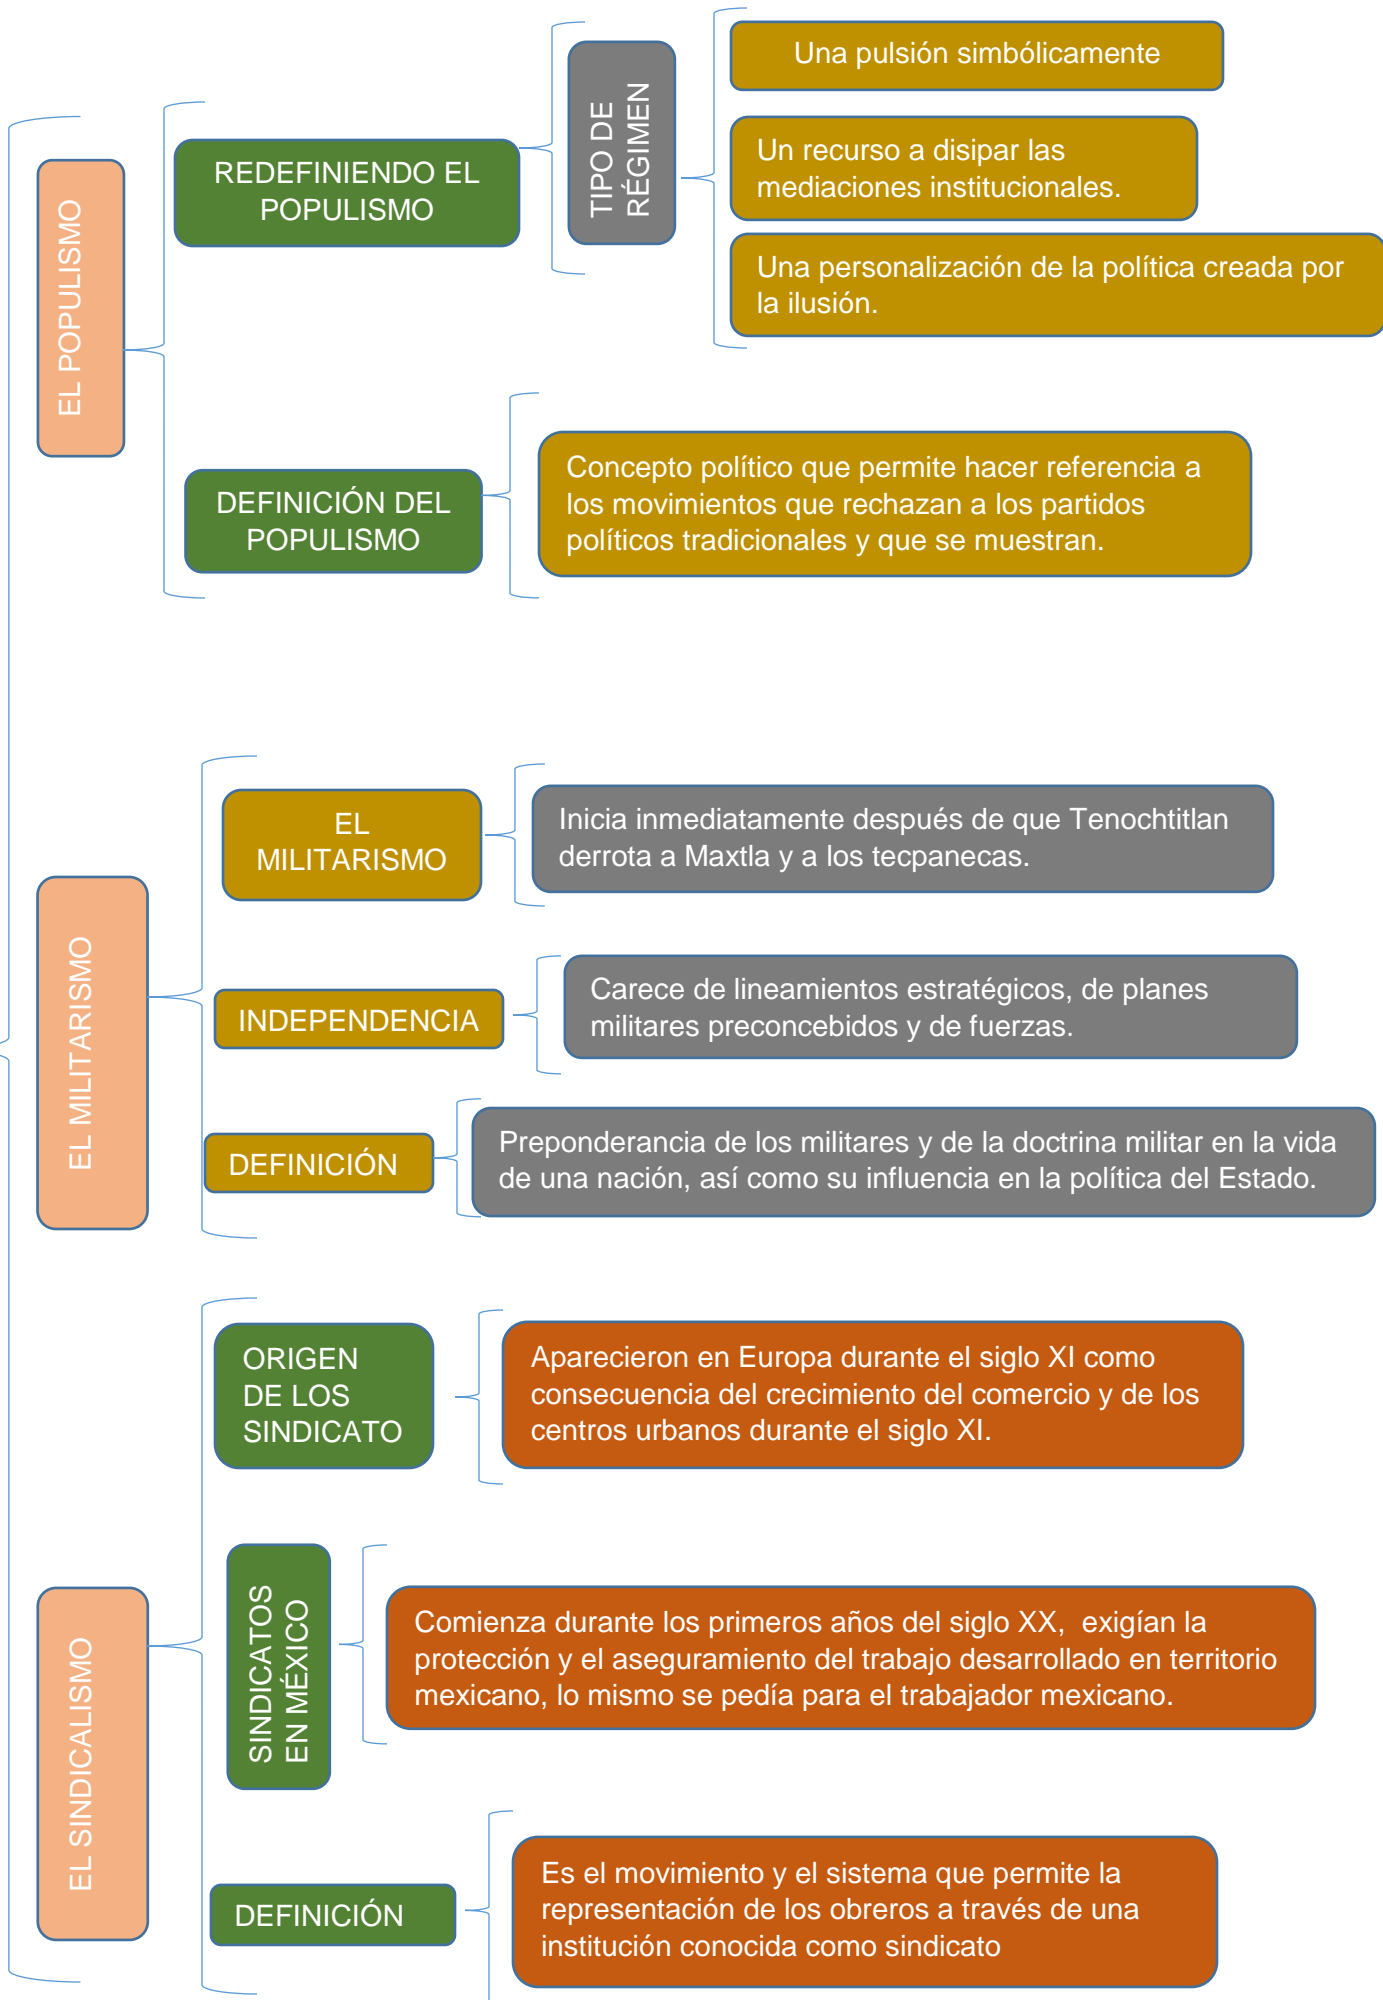 EL POPULISMO
REDEFINIENDO EL
POPULISMO
TIPO DE
RÉGIMEN
Una pulsión simbólicamente
Un recurso a disipar las
mediaciones institucionales.
Una personalización de la política creada por
la ilusión.
DEFINICIÓN DEL
POPULISMO
Concepto político que permite hacer referencia a
los movimientos que rechazan a los partidos
políticos tradicionales y que se muestran.
EL MILITARISMO
EL
MILITARISMO
Inicia inmediatamente después de que Tenochtitlan
derrota a Maxtla y a los tecpanecas.
INDEPENDENCIA
Carece de lineamientos estratégicos, de planes
militares preconcebidos y de fuerzas.
DEFINICIÓN
Preponderancia de los militares y de la doctrina militar en la vida
de una nación, así como su influencia en la política del Estado.
EL SINDICALISMO
ORIGEN
DE LOS
SINDICATO
Aparecieron en Europa durante el siglo XI como
consecuencia del crecimiento del comercio y de los
centros urbanos durante el siglo XI.
SINDICATOS
EN MÉXICO
Comienza durante los primeros años del siglo XX,  exigían la
protección y el aseguramiento del trabajo desarrollado en territorio
mexicano, lo mismo se pedía para el trabajador mexicano.
DEFINICIÓN
Es el movimiento y el sistema que permite la
representación de los obreros a través de una
institución conocida como sindicato